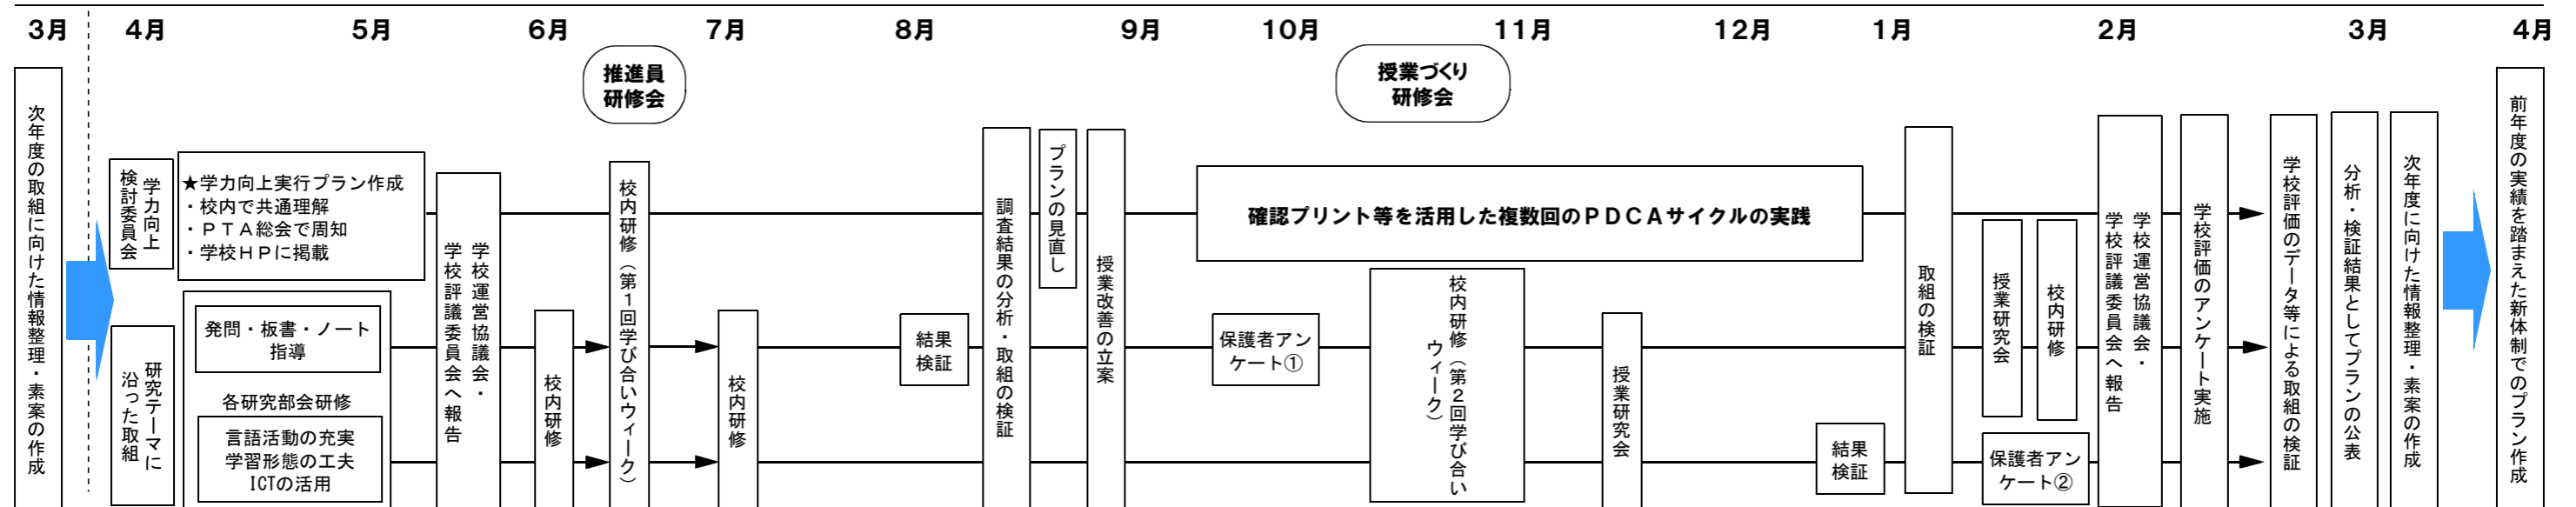 3月
4月
5月
6月
7月
8月
9月
10月
11月
12月
1月
2月
3月
4月
推進員
研修会
授業づくり
研修会
次年度の取組に向けた情報整理・素案の作成
学力向上
検討委員会
★学力向上実行プラン作成
・校内で共通理解
・ＰＴＡ総会で周知
・学校ＨＰに掲載
研究テーマに
沿った取組
発問・板書・ノート
指導
各研究部会研修
言語活動の充実
学習形態の工夫
ICTの活用
学校運営協議会・
学校評議委員会へ報告
校内研修
校内研修（第１回学び合いウィーク）
校内研修
結果
検証
調査結果の分析・取組の検証
プランの見直し
授業改善の立案
確認プリント等を活用した複数回のＰＤＣＡサイクルの実践
保護者アン
ケート①
校内研修（第２回学び合い
ウィーク）
授業研究会
結果
検証
取組の検証
授業研究会
校内研修
保護者アン
ケート②
学校運営協議会・
学校評議委員会へ報告
学校評価のアンケート実施
学校評価のデータ等による取組の検証
分析・検証結果としてプランの公表
次年度に向けた情報整理・素案の作成
前年度の実績を踏まえた新体制でのプラン作成